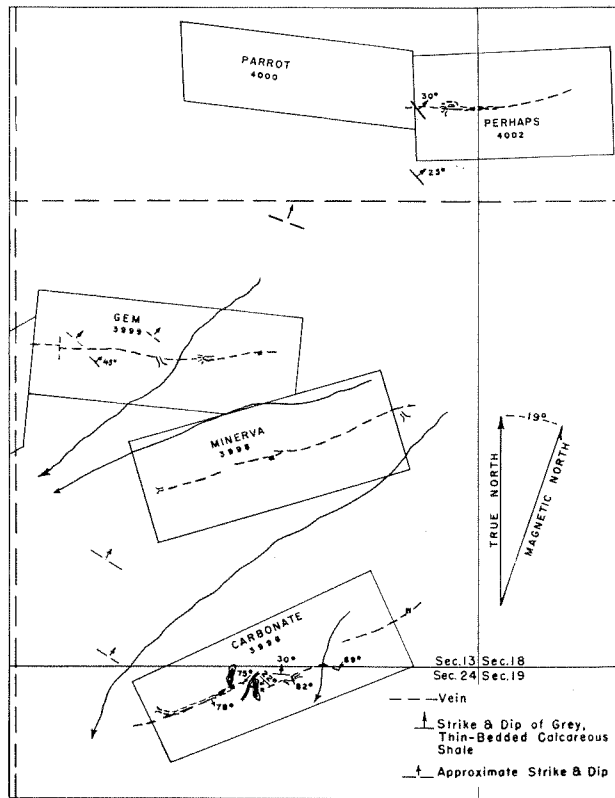 PARROT
4000
30°
PERHAPS
4002
25°
GEM
3999
45°
MINERVA
3998
19°
TRUE NORTH
MAGNETIC NORTH
CARBONATE
3996
30°
75°
69°
82°
78°
Sec.13 Sec.18
Sec.24 Sec.19
Vein
Strike & Dip of Grey,
Thin-Bedded Calcareous
Shale
Approximate Strike & Dip